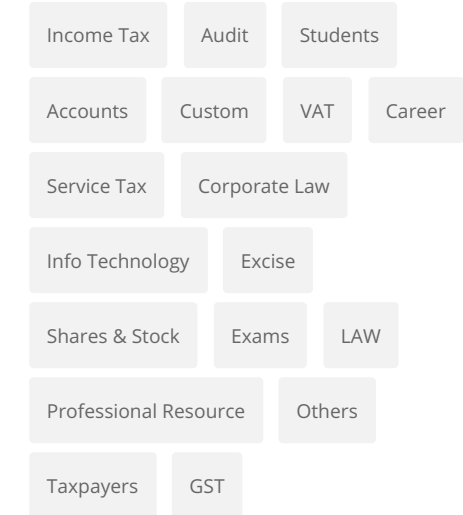 Income Tax Audit Students
Accounts Custom VAT Career
Service Tax Corporate Law
Info Technology Excise
Shares & Stock Exams LAW
Professional Resource Others
Taxpayers GST